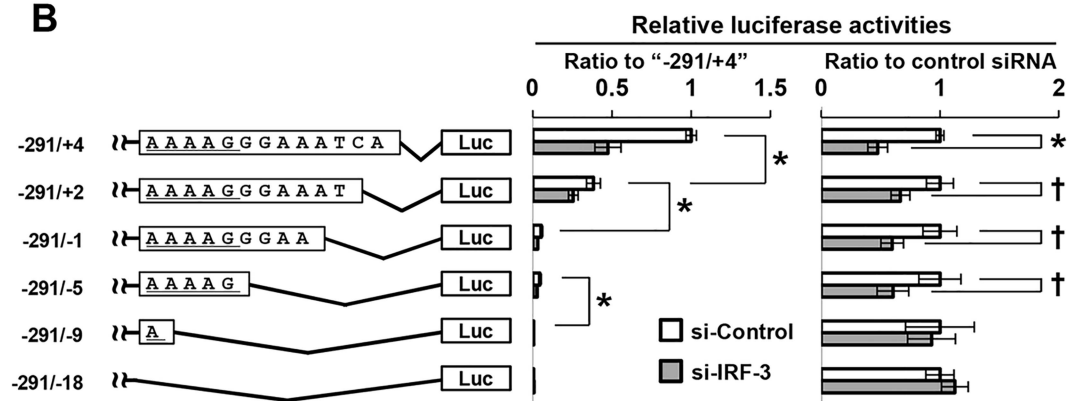 B
Relative luciferase activities
Ratio to “-291/+4” Ratio to control siRNA
0 0.5 1 1.5 0 1 2
-291/+4 AAAAGGGAAATCA Luc * *
-291/+2 AAAAGGGAAAT Luc * †
-291/-1 AAAAGGGAA Luc †
-291/-5 AAAAG Luc * †
-291/-9 A Luc
si-Control
-291/-18 Luc
si-IRF-3